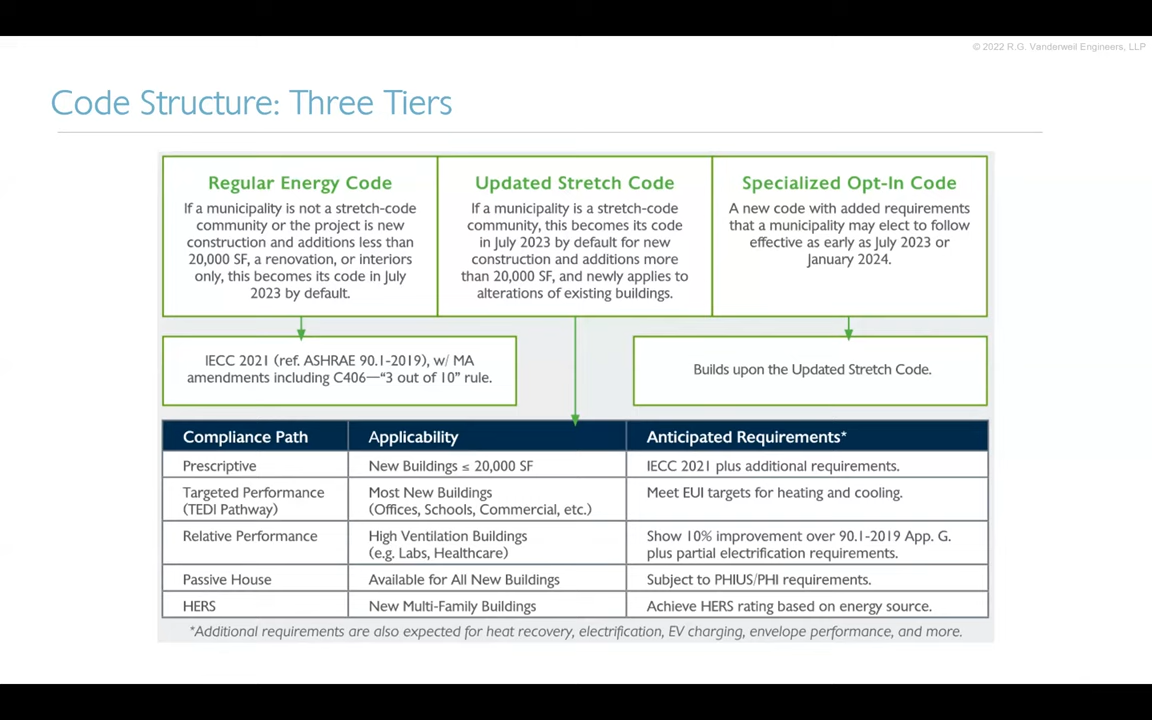 © 2022 R.G. Vanderweil Engineers, LLP
Code Structure: Three Tiers
Regular Energy Code
If a municipality is not a stretch-code
community or the project is new
construction and additions less than
20,000 SF, a renovation, or interiors
only, this becomes its code in July
2023 by default.
Updated Stretch Code
If a municipality is a stretch-code
community, this becomes its code
in July 2023 by default for new
construction and additions more
than 20,000 SF, and newly applies to
alterations of existing buildings.
Specialized Opt-In Code
A new code with added requirements
that a municipality may elect to follow
effective as early as July 2023 or
January 2024.
IECC 2021 (ref. ASHRAE 90.1-2019), w/ MA
amendments including C406—“3 out of 10” rule.
Builds upon the Updated Stretch Code.
Compliance Path Applicability Anticipated Requirements*
Prescriptive New Buildings ≤ 20,000 SF IECC 2021 plus additional requirements.
Targeted Performance Most New Buildings Meet EUI targets for heating and cooling.
(TEDI Pathway) (Offices, Schools, Commercial, etc.)
Relative Performance High Ventilation Buildings Show 10% improvement over 90.1-2019 App. G.
(e.g. Labs, Healthcare) plus partial electrification requirements.
Passive House Available for All New Buildings Subject to PHIUS/PHI requirements.
HERS New Multi-Family Buildings Achieve HERS rating based on energy source.
*Additional requirements are also expected for heat recovery, electrification, EV charging, envelope performance, and more.